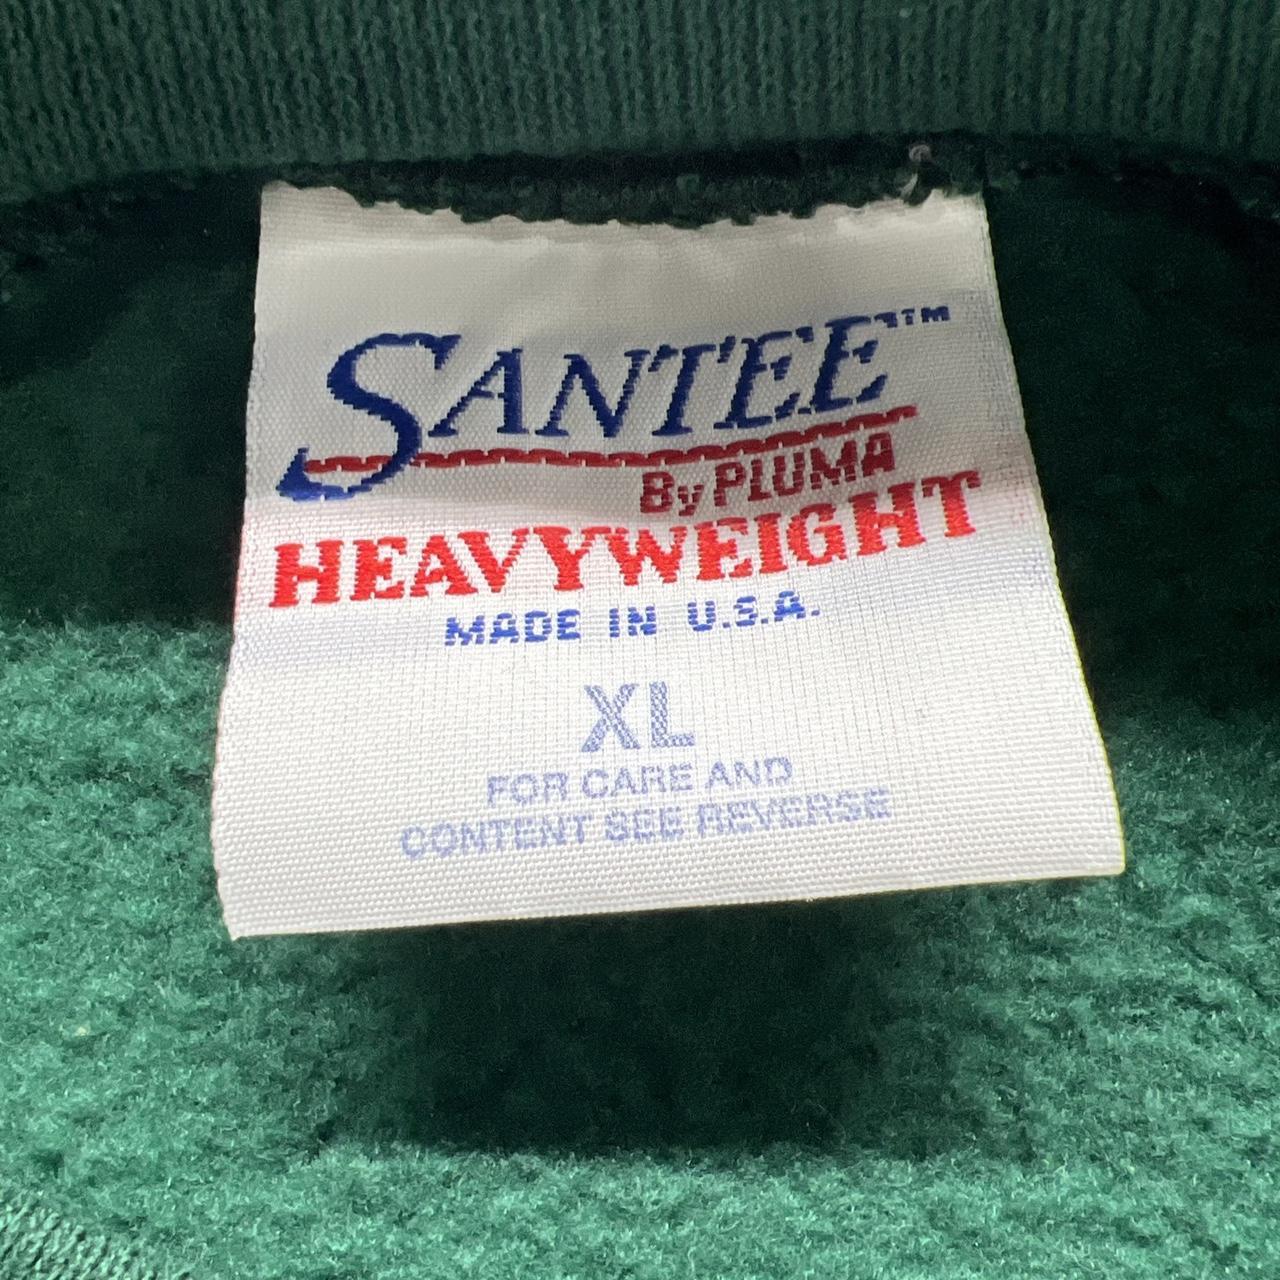 SANTEE™
By PLUMA
HEAVYWEIGHT
MADE IN U.S.A.
XL
FOR CARE AND
CONTENT SEE REVERSE